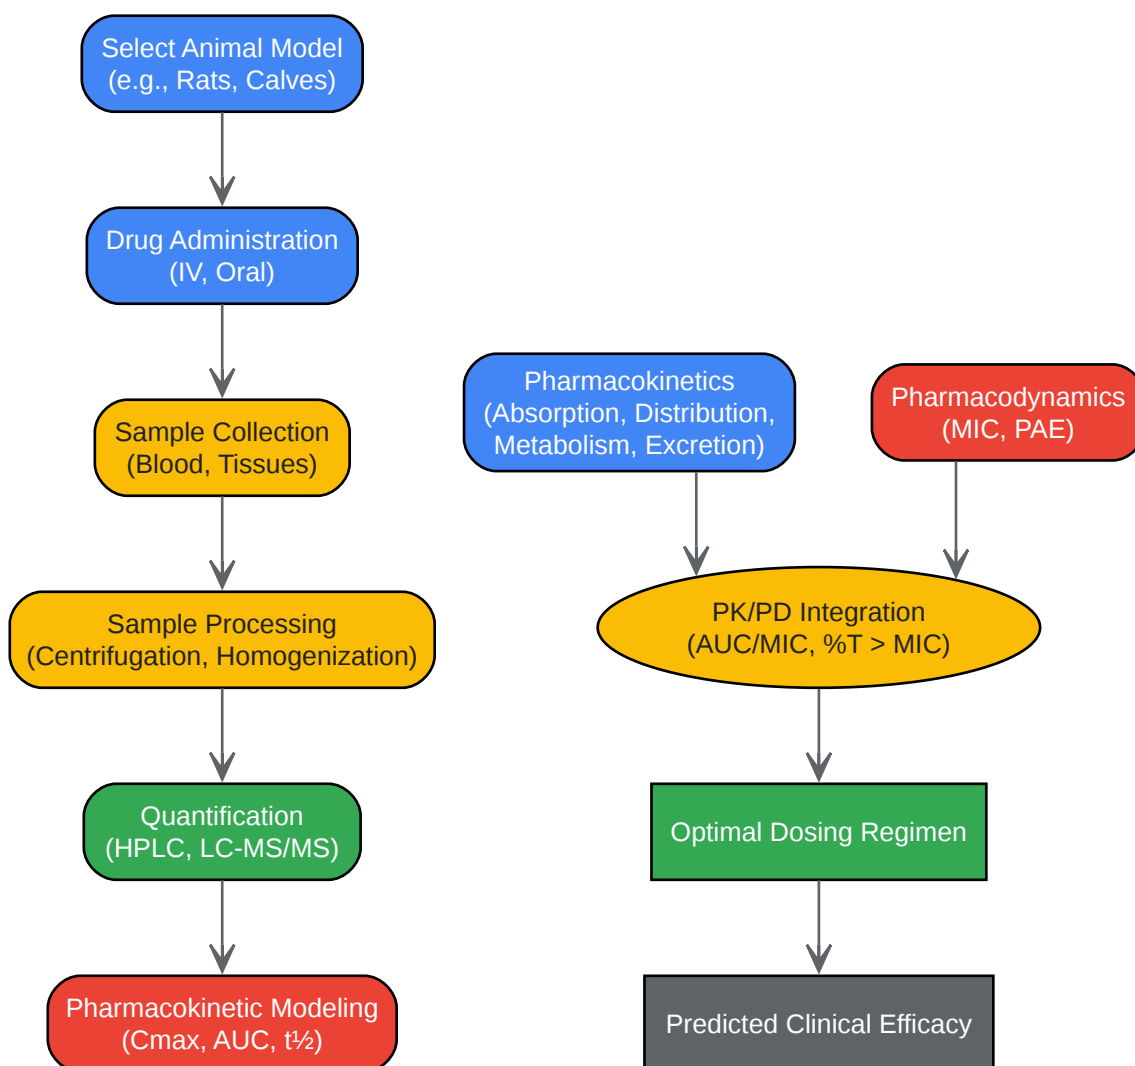 Select Animal Model
(e.g., Rats, Calves)
Drug Administration
(IV, Oral)
Sample Collection
(Blood, Tissues)
Sample Processing
(Centrifugation, Homogenization)
Quantification
(HPLC, LC-MS/MS)
Pharmacokinetic Modeling
(Cmax, AUC, t½)
Pharmacokinetics
(Absorption, Distribution,
Metabolism, Excretion)
Pharmacodynamics
(MIC, PAE)
PK/PD Integration
(AUC/MIC, %T > MIC)
Optimal Dosing Regimen
Predicted Clinical Efficacy